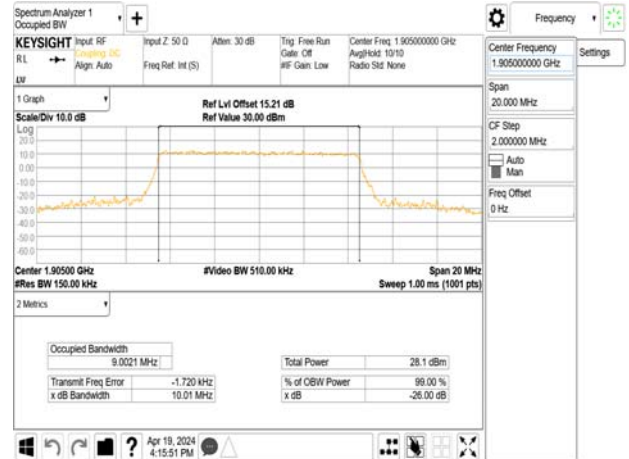 Spectrum Analyzer 1
Occupied BW
Frequency
KEYSIGHT
Input: RF
Coupling: DC
Align: Auto
Input Z: 50 Ω
Freq Ref: Int (S)
Atten: 30 dB
Trig: Free Run
Gate: Off
#IF Gain: Low
Center Freq: 1.905000000 GHz
Avg|Hold: 10/10
Radio Std: None
RL
LXI
Center Frequency
1.905000000 GHz
Settings
Span
20.000 MHz
CF Step
2.000000 MHz
Auto
Man
Freq Offset
0 Hz
1 Graph
Scale/Div 10.0 dB
Ref Lvl Offset 15.21 dB
Ref Value 30.00 dBm
Log
20.0
10.0
0.00
-10.0
-20.0
-30.0
-40.0
-50.0
-60.0
Center 1.90500 GHz
#Video BW 510.00 kHz
Span 20 MHz
#Res BW 150.00 kHz
Sweep 1.00 ms (1001 pts)
2 Metrics
Occupied Bandwidth
9.0021 MHz
Total Power 28.1 dBm
Transmit Freq Error -1.720 kHz
% of OBW Power 99.00 %
x dB Bandwidth 10.01 MHz
x dB -26.00 dB
?
Apr 19, 2024
4:15:51 PM